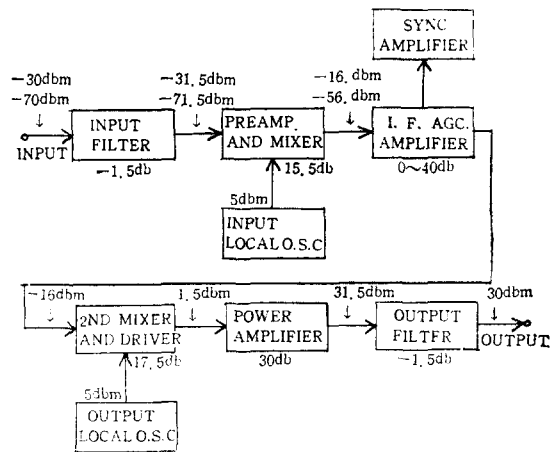 SYNC
AMPLIFIER
-30dbm
-70dbm
INPUT
INPUT
FILTER
-1.5db
-31.5dbm
-71.5dbm
PREAMP.
AND MIXER
15.5db
-16.dbm
-56.dbm
I. F. AGC.
AMPLIFIER
0~40db
5dbm
INPUT
LOCAL O.S.C
-16dbm
2ND MIXER
AND DRIVER
17.5db
1.5dbm
POWER
AMPLIFIER
30db
31.5dbm
OUTPUT
FILTFR
-1.5db
30dbm
OUTPUT.
5dbm
OUTPUT
LOCAL O.S.C